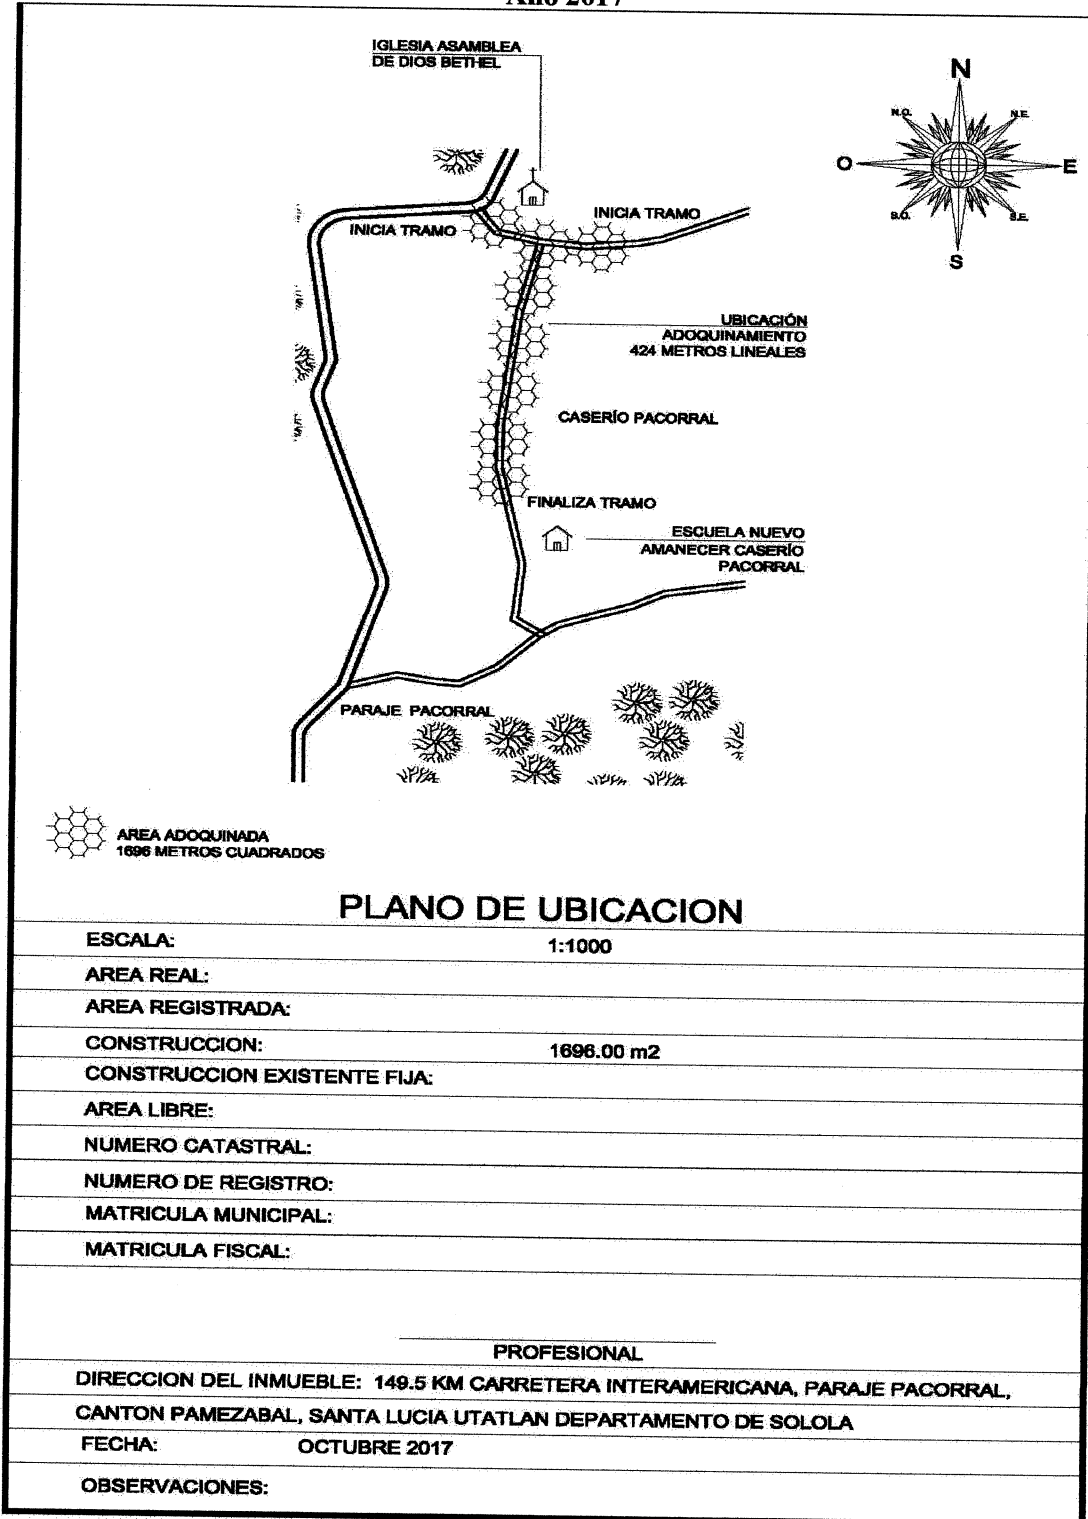 Año 2017
IGLESIA ASAMBLEA
DE DIOS BETHEL
N
N.O.
N.E.
O
E
S.O.
S.E.
S
INICIA TRAMO
INICIA TRAMO
UBICACIÓN
ADOQUINAMIENTO
424 METROS LINEALES
CASERÍO PACORRAL
FINALIZA TRAMO
ESCUELA NUEVO
AMANECER CASERÍO
PACORRAL
PARAJE PACORRAL
AREA ADOQUINADA
1696 METROS CUADRADOS
PLANO DE UBICACION
ESCALA: 1:1000
AREA REAL:
AREA REGISTRADA:
CONSTRUCCION: 1696.00 m2
CONSTRUCCION EXISTENTE FIJA:
AREA LIBRE:
NUMERO CATASTRAL:
NUMERO DE REGISTRO:
MATRICULA MUNICIPAL:
MATRICULA FISCAL:
PROFESIONAL
DIRECCION DEL INMUEBLE: 149.5 KM CARRETERA INTERAMERICANA, PARAJE PACORRAL,
CANTON PAMEZABAL, SANTA LUCIA UTATLAN DEPARTAMENTO DE SOLOLA
FECHA: OCTUBRE 2017
OBSERVACIONES: